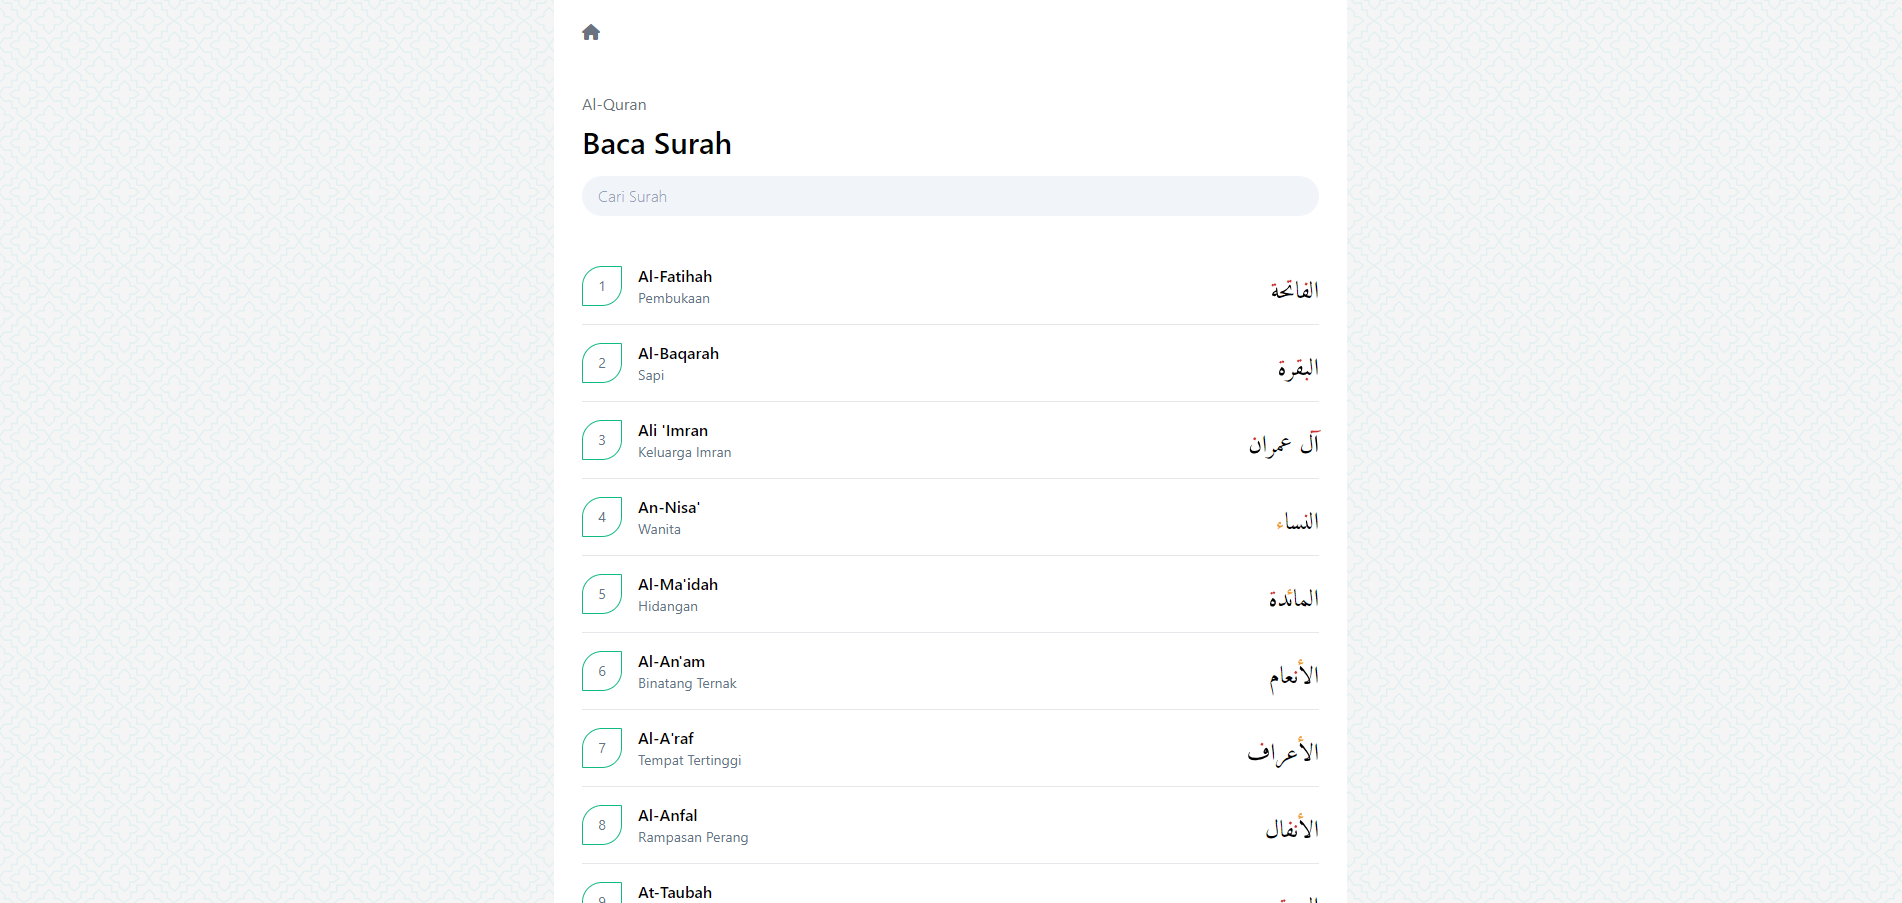 Al-Quran
Baca Surah
Cari Surah
1
Al-Fatihah
Pembukaan
الفاتحة
2
Al-Baqarah
Sapi
البقرة
3
Ali 'Imran
Keluarga Imran
آل عمران
4
An-Nisa'
Wanita
النساء
5
Al-Ma'idah
Hidangan
المائدة
6
Al-An'am
Binatang Ternak
الأنعام
7
Al-A'raf
Tempat Tertinggi
الأعراف
8
Al-Anfal
Rampasan Perang
الأنفال
9
At-Taubah